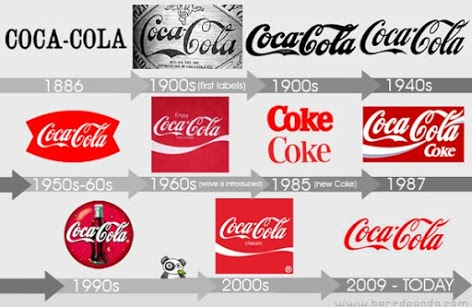 COCA-COLA
Coca-Cola
Coca-Cola
Coca-Cola
1886
1900s (first labels)
1900s
1940s
Coca-Cola
Enjoy
Coca-Cola
Coke
Coke
Coca-Cola
Coke
1950s-60s
1960s (wave is introduced)
1985 (new Coke)
1987
Coca-Cola
Coca-Cola
classic
®
Coca-Cola
1990s
2000s
2009 - TODAY
www.boredpanda.com